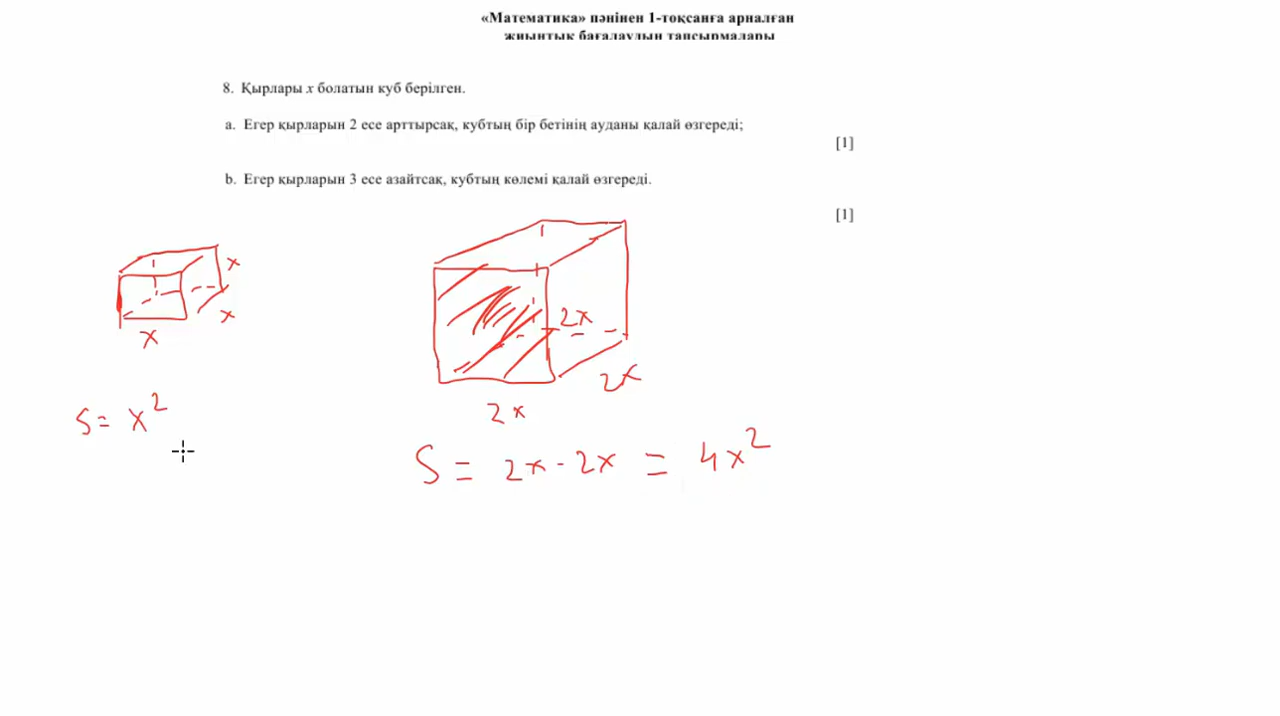 «Математика» пәнінен 1-тоқсанға арналған
жиынтық бағалаудың тапсырмалары
8. Қырлары x болатын куб берілген.
a. Егер қырларын 2 есе арттырсақ, кубтың бір бетінің ауданы қалай өзгереді;
[1]
b. Егер қырларын 3 есе азайтсақ, кубтың көлемі қалай өзгереді.
[1]
x
x
x
2x
2x
2x
S = x²
S = 2x · 2x = 4x²